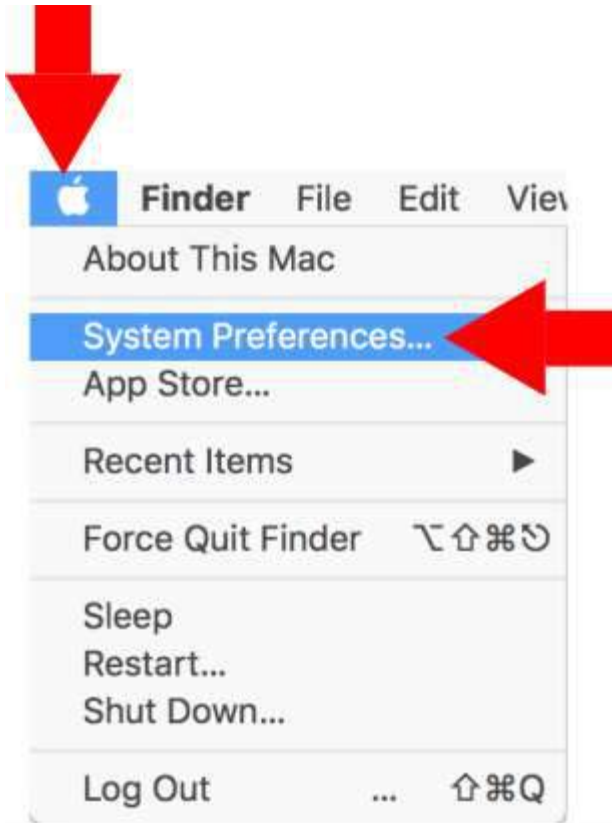 Finder File Edit View
About This Mac
System Preferences...
App Store...
Recent Items ▶
Force Quit Finder ⌥⇧⌘⎋
Sleep
Restart...
Shut Down...
Log Out ... ⇧⌘Q